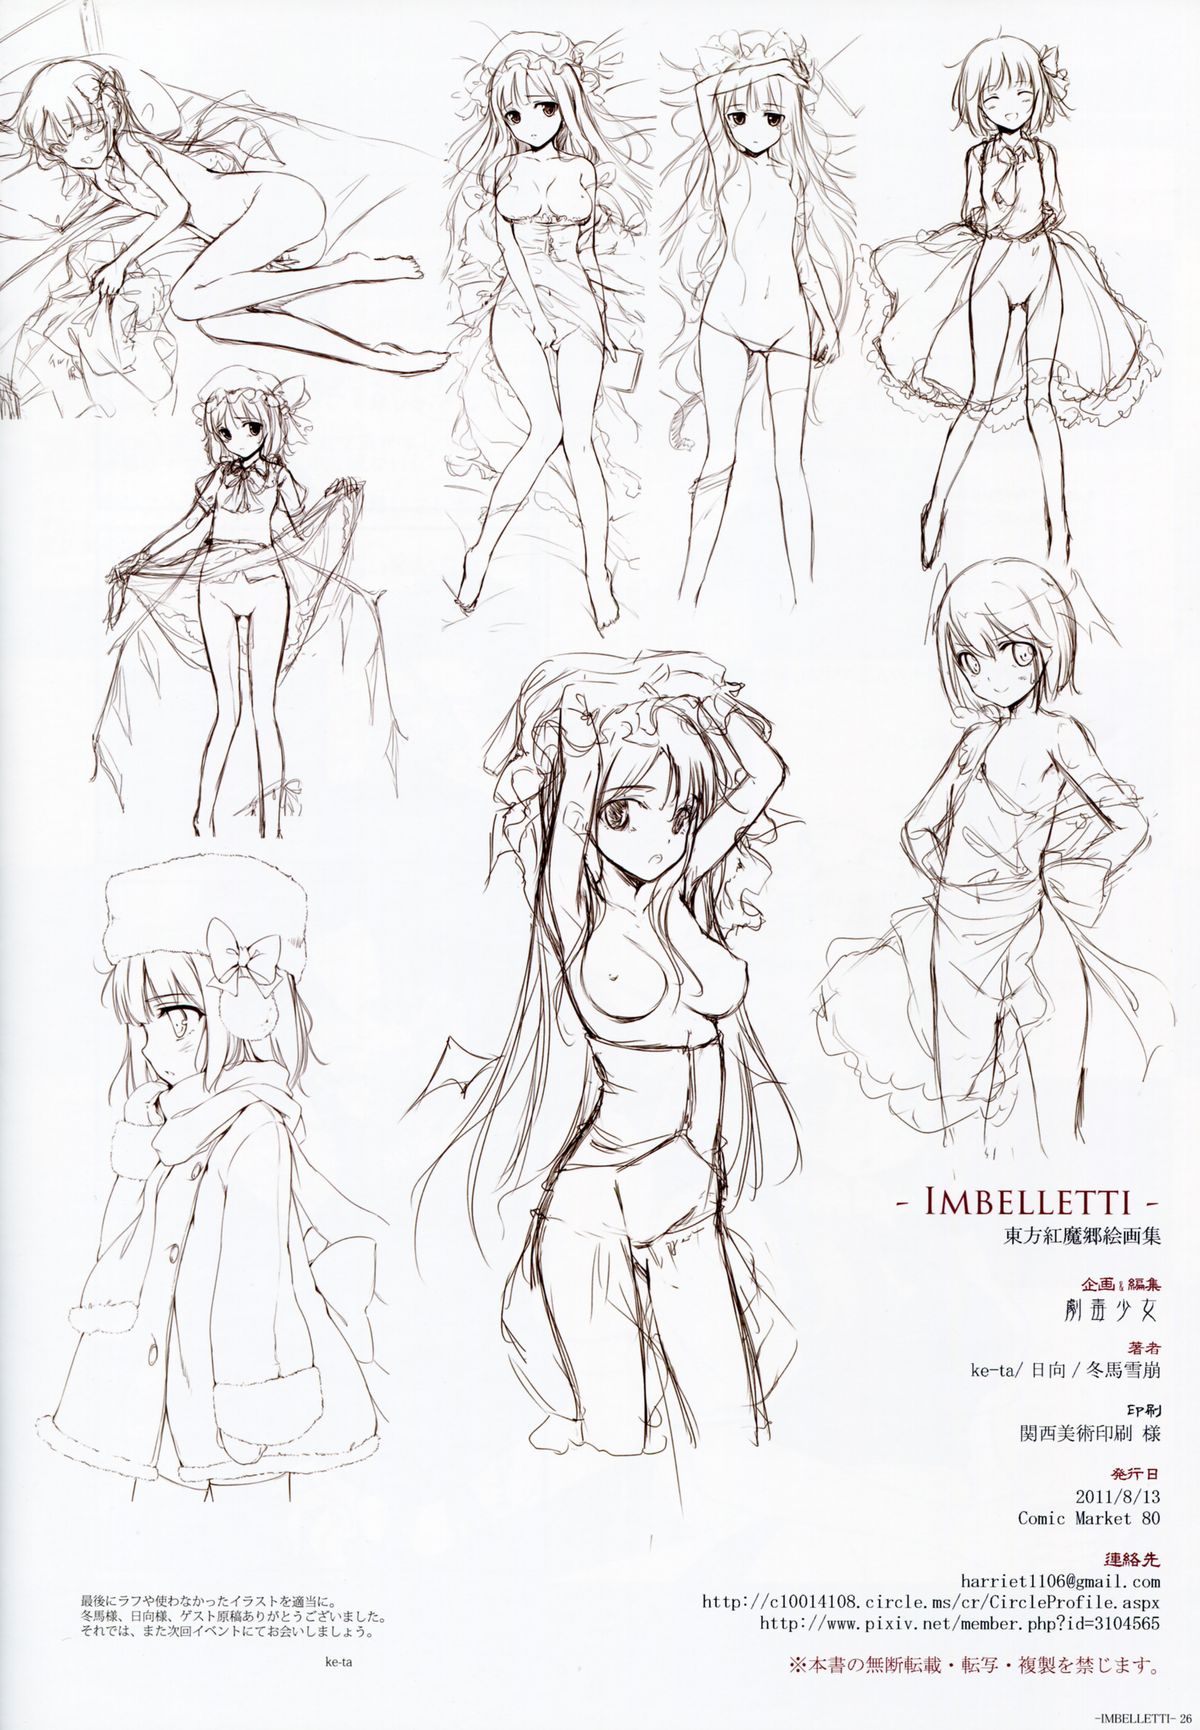 - IMBELLETTI -
東方紅魔郷絵画集
企画&編集
劇毒少女
著者
ke-ta/ 日向 / 冬馬雪崩
印刷
関西美術印刷 様
発行日
2011/8/13
Comic Market 80
連絡先
harriet1106@gmail.com
http://c10014108.circle.ms/cr/CircleProfile.aspx
http://www.pixiv.net/member.php?id=3104565
※本書の無断転載・転写・複製を禁じます。
最後にラフや使わなかったイラストを適当に。
冬馬様、日向様、ゲスト原稿ありがとうございました。
それでは、また次回イベントにてお会いしましょう。
ke-ta
-IMBELLETTI- 26